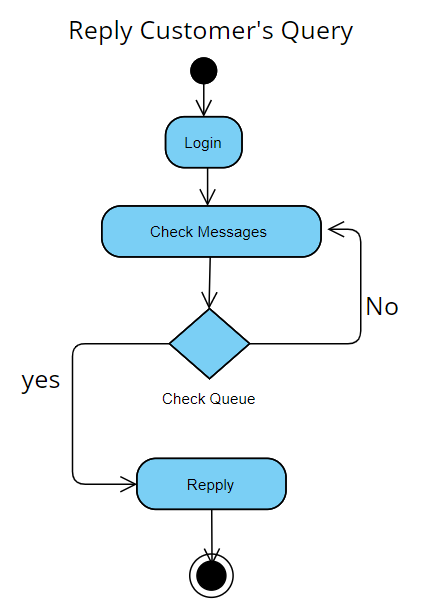 Reply Customer's Query
Login
Check Messages
No
yes
Check Queue
Repply